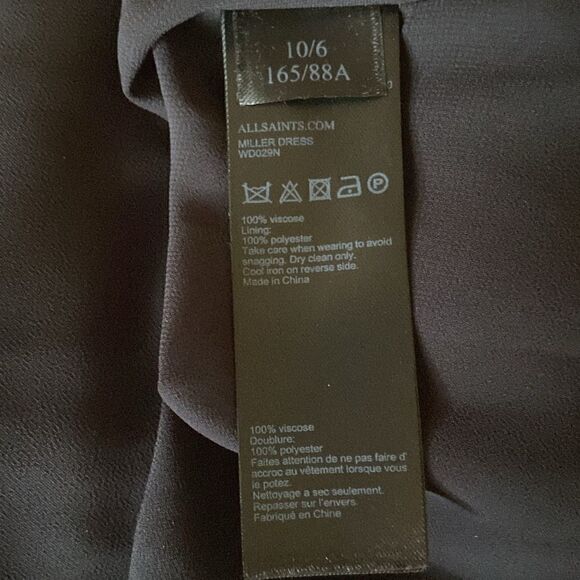 10/6
165/88A
ALLSAINTS.COM
MILLER DRESS
WD029N
P
100% viscose
Lining:
100% polyester
Take care when wearing to avoid
snagging. Dry clean only.
Cool iron on reverse side.
Made in China
100% viscose
Doublure:
100% polyester
Faites attention de ne pas faire d'
accroc au vêtement lorsque vous
le potez.
Nettoyage a sec seulement.
Repasser sur l'envers.
Fabriqué en Chine